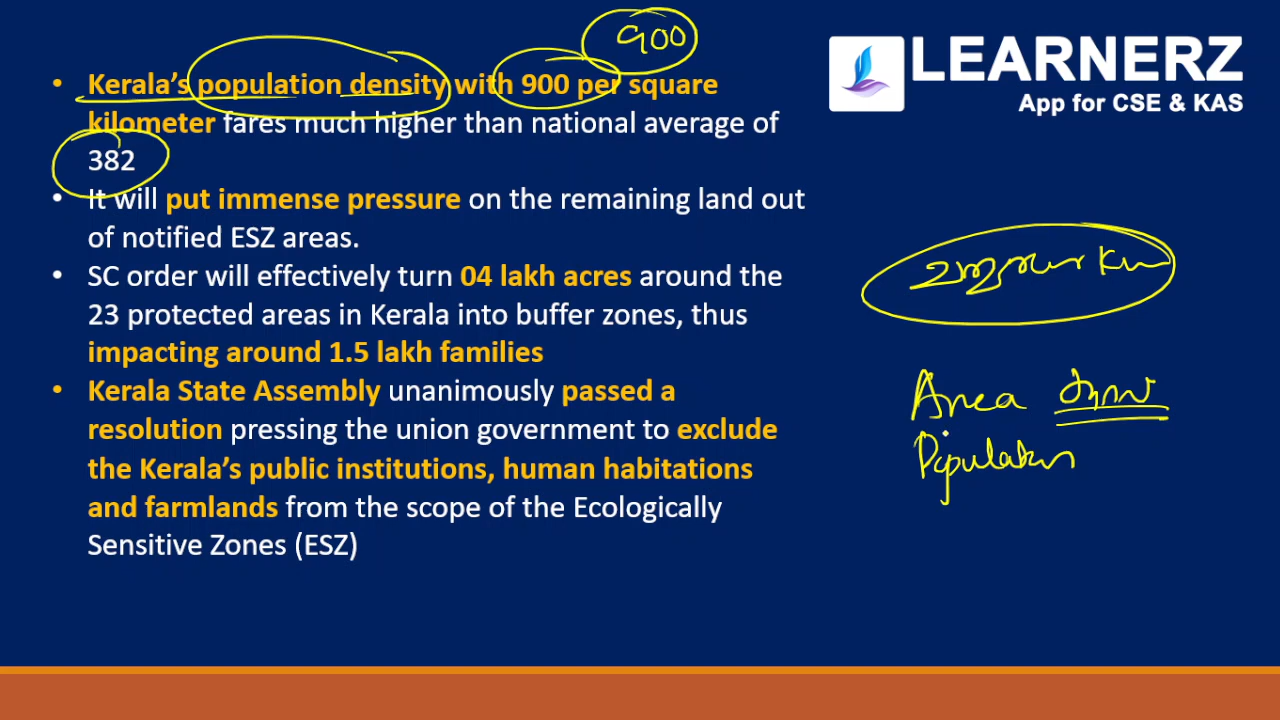 900
LEARNERZ
App for CSE & KAS
• Kerala's population density with 900 per square
kilometer fares much higher than national average of
382
• It will put immense pressure on the remaining land out
of notified ESZ areas.
• SC order will effectively turn 04 lakh acres around the
23 protected areas in Kerala into buffer zones, thus
impacting around 1.5 lakh families
• Kerala State Assembly unanimously passed a
resolution pressing the union government to exclude
the Kerala's public institutions, human habitations
and farmlands from the scope of the Ecologically
Sensitive Zones (ESZ)
Area
Population